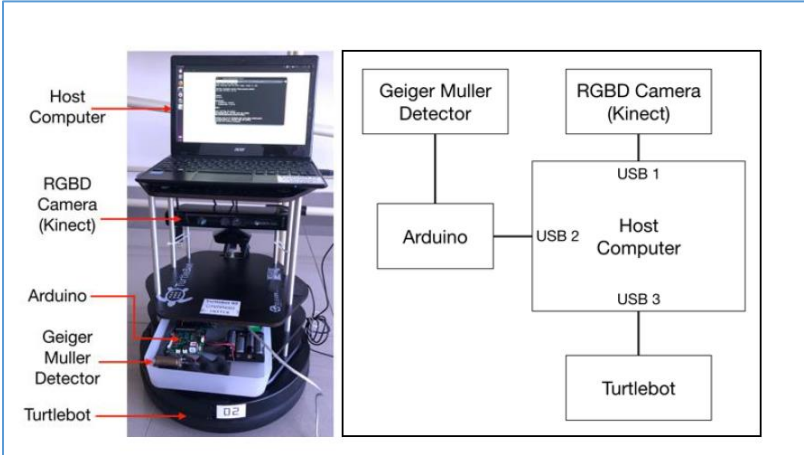 Host
Computer
RGBD
Camera
(Kinect)
Arduino
Geiger
Muller
Detector
Turtlebot
02
Geiger Muller
Detector
RGBD Camera
(Kinect)
USB 1
Arduino
USB 2
Host
Computer
USB 3
Turtlebot